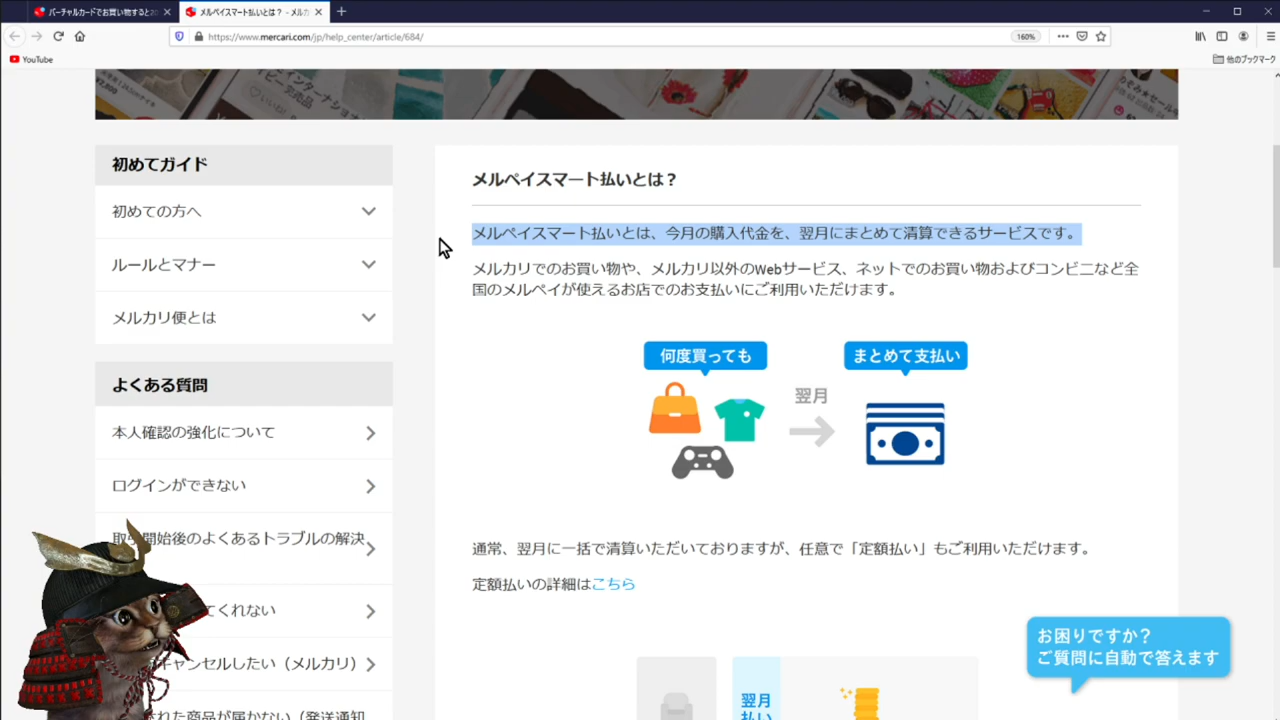 バーチャルカードでお買い物すると20
メルペイスマート払いとは? - メルカ
https://www.mercari.com/jp/help_center/article/684/
160%
YouTube
他のブックマーク
初めてガイド
初めての方へ
ルールとマナー
メルカリ便とは
よくある質問
本人確認の強化について
ログインができない
取引開始後のよくあるトラブルの解決
てくれない
キャンセルしたい(メルカリ)
された商品が届かない(発送通知
メルペイスマート払いとは?
メルペイスマート払いとは、今月の購入代金を、翌月にまとめて清算できるサービスです。
メルカリでのお買い物や、メルカリ以外のWebサービス、ネットでのお買い物およびコンビニなど全
国のメルペイが使えるお店でのお支払いにご利用いただけます。
何度買っても
まとめて支払い
翌月
通常、翌月に一括で清算いただいておりますが、任意で「定額払い」もご利用いただけます。
定額払いの詳細はこちら
翌月
払い
お困りですか?
ご質問に自動で答えます